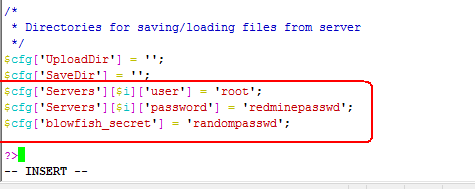 /*
 * Directories for saving/loading files from server
 */
$cfg['UploadDir'] = '';
$cfg['SaveDir'] = '';
$cfg['Servers'][$i]['user'] = 'root';
$cfg['Servers'][$i]['password'] = 'redminepasswd';
$cfg['blowfish_secret'] = 'randompasswd';
?>
-- INSERT --